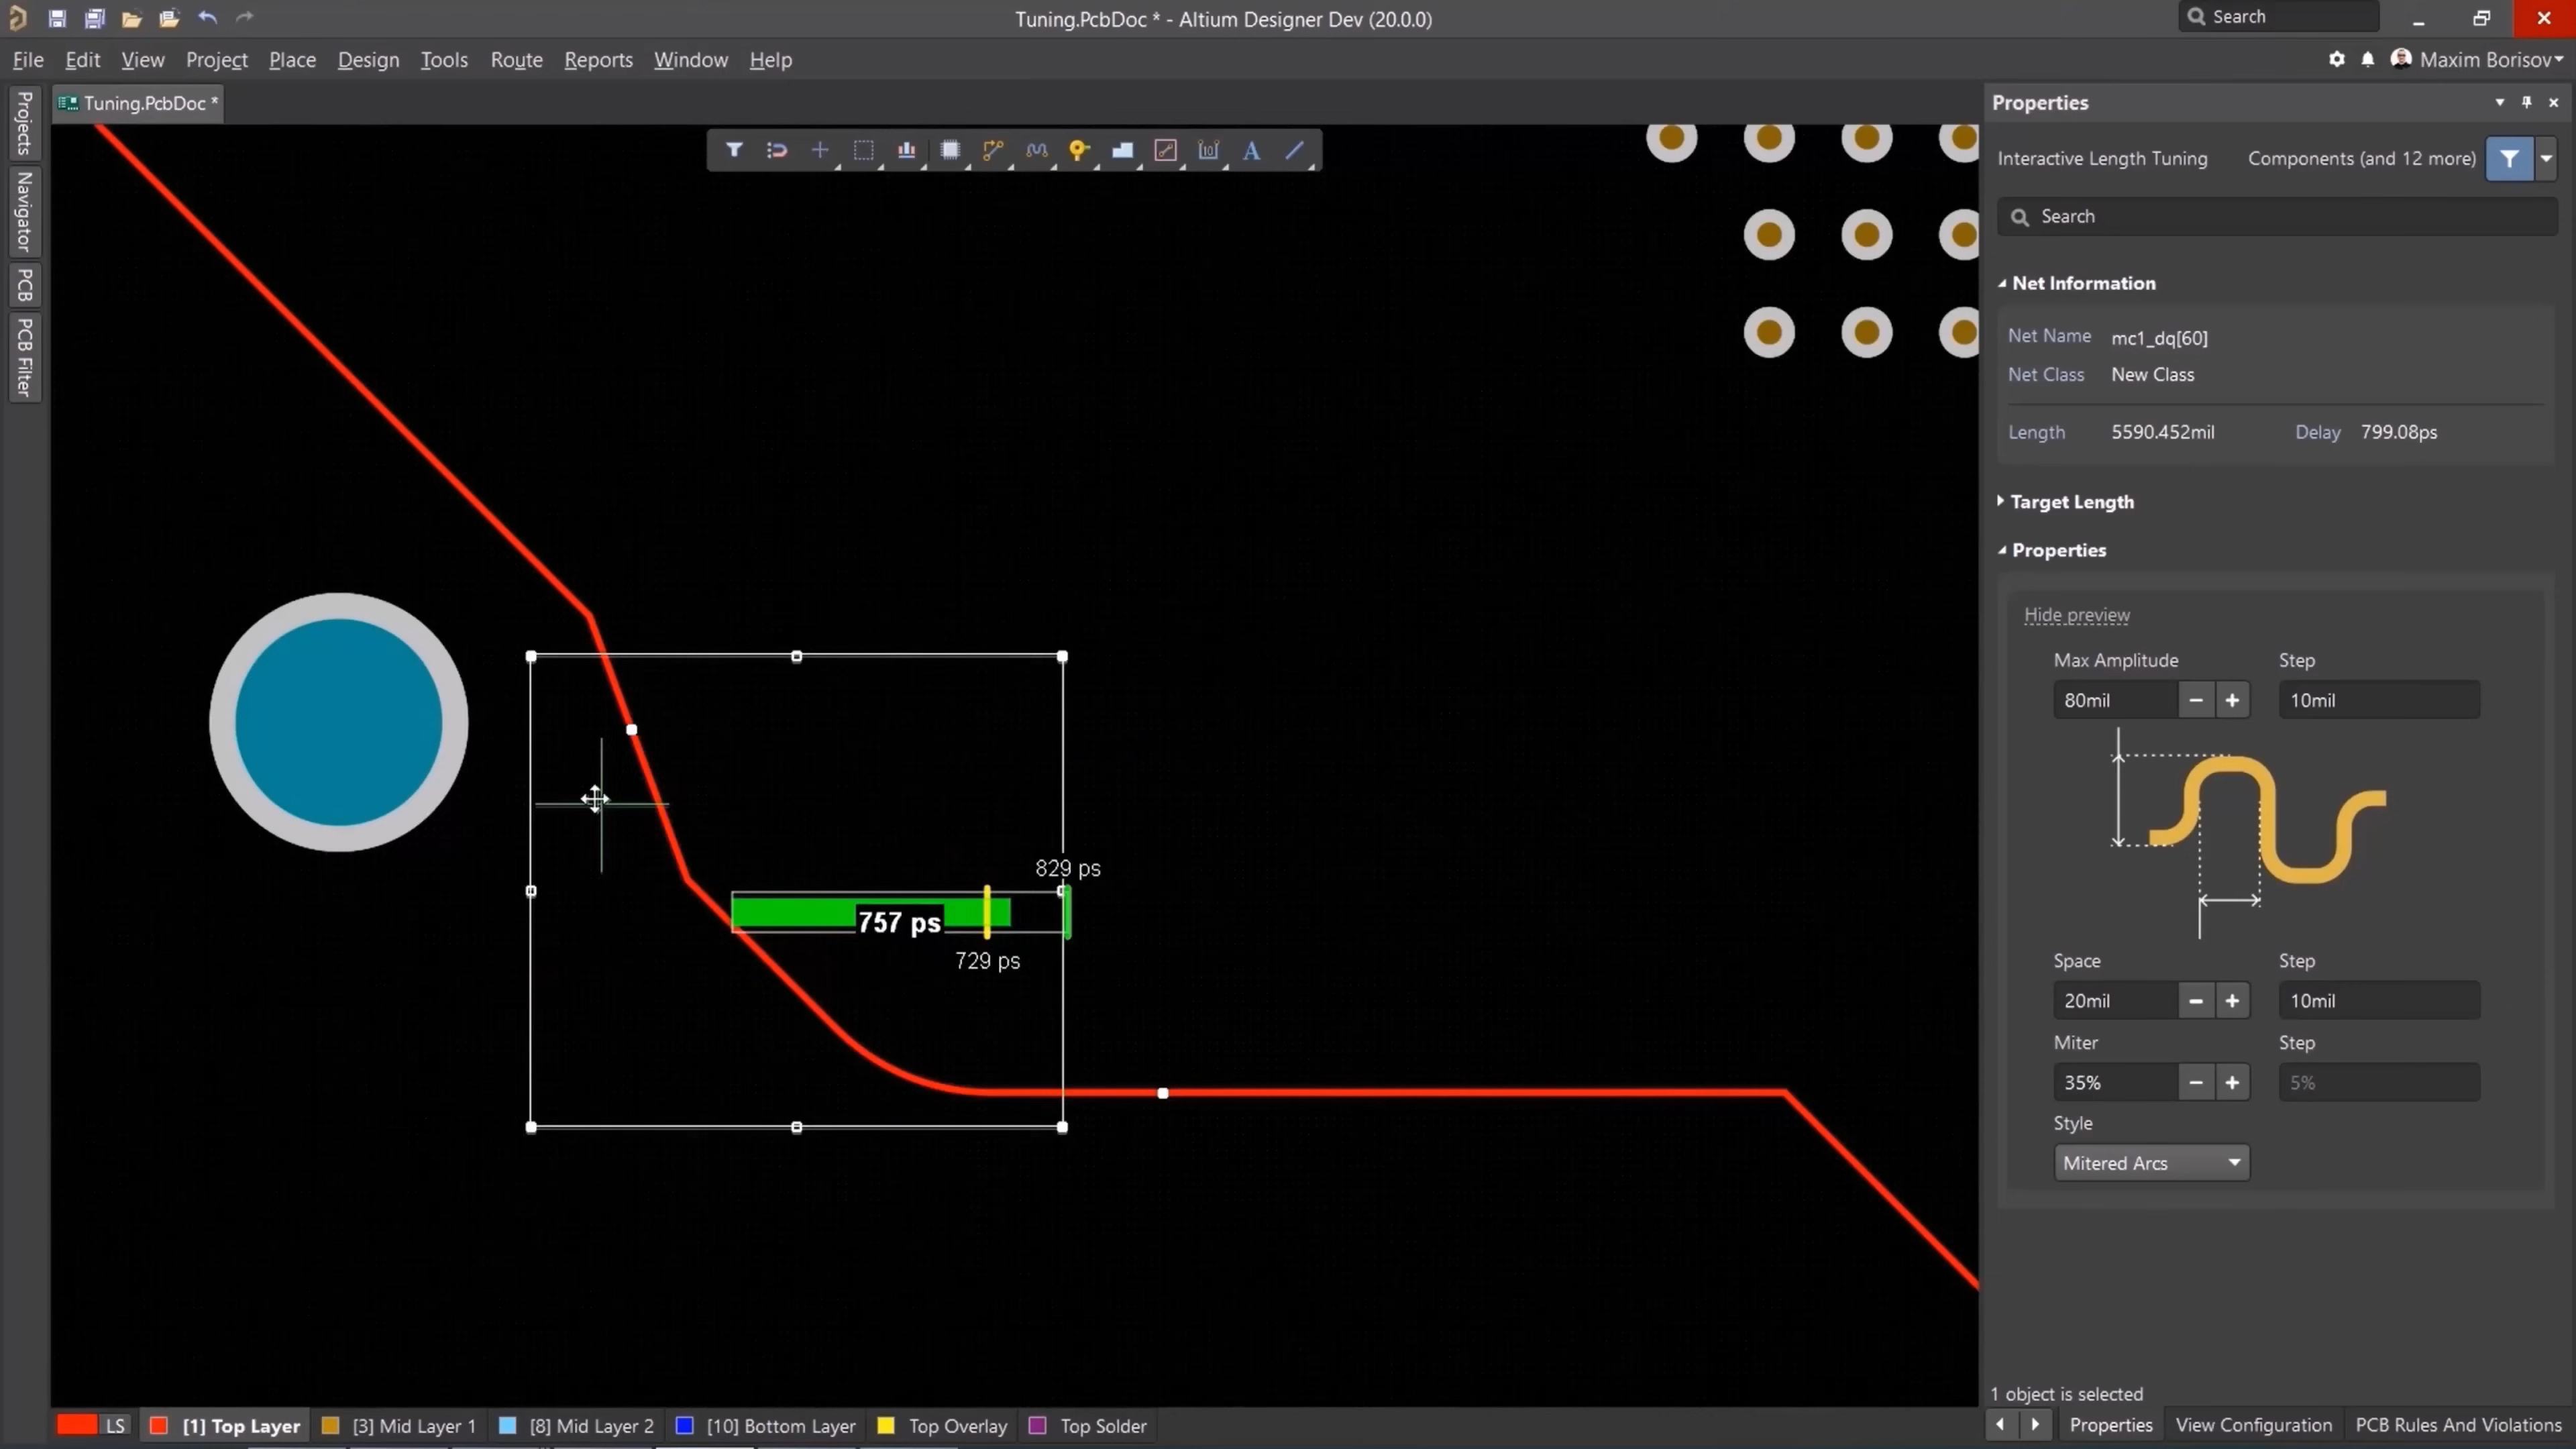 Tuning.PcbDoc * - Altium Designer Dev (20.0.0)
Search
File Edit View Project Place Design Tools Route Reports Window Help
Maxim Borisov
Tuning.PcbDoc *
Projects
Navigator
PCB
PCB Filter
829 ps
757 ps
729 ps
Properties
Interactive Length Tuning Components (and 12 more)
Search
Net Information
Net Name mc1_dq[60]
Net Class New Class
Length 5590.452mil Delay 799.08ps
Target Length
Properties
Hide preview
Max Amplitude Step
80mil 10mil
Space Step
20mil 10mil
Miter Step
35% 5%
Style
Mitered Arcs
1 object is selected
LS [1] Top Layer [3] Mid Layer 1 [8] Mid Layer 2 [10] Bottom Layer Top Overlay Top Solder
Properties View Configuration PCB Rules And Violations